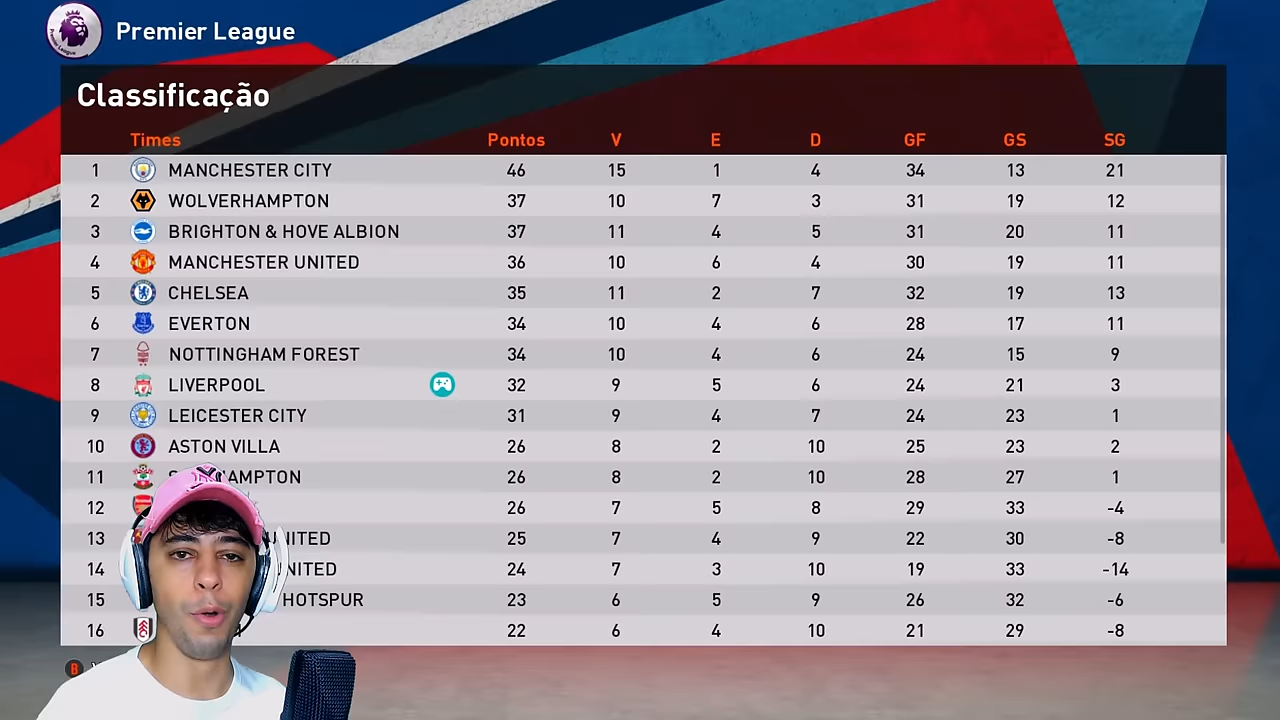 Premier League
Classificação
Times Pontos V E D GF GS SG
1 MANCHESTER CITY 46 15 1 4 34 13 21
2 WOLVERHAMPTON 37 10 7 3 31 19 12
3 BRIGHTON & HOVE ALBION 37 11 4 5 31 20 11
4 MANCHESTER UNITED 36 10 6 4 30 19 11
5 CHELSEA 35 11 2 7 32 19 13
6 EVERTON 34 10 4 6 28 17 11
7 NOTTINGHAM FOREST 34 10 4 6 24 15 9
8 LIVERPOOL 32 9 5 6 24 21 3
9 LEICESTER CITY 31 9 4 7 24 23 1
10 ASTON VILLA 26 8 2 10 25 23 2
11 26 8 2 10 28 27 1
12 26 7 5 8 29 33 -4
13 25 7 4 9 22 30 -8
14 24 7 3 10 19 33 -14
15 HOTSPUR 23 6 5 9 26 32 -6
16 22 6 4 10 21 29 -8
B